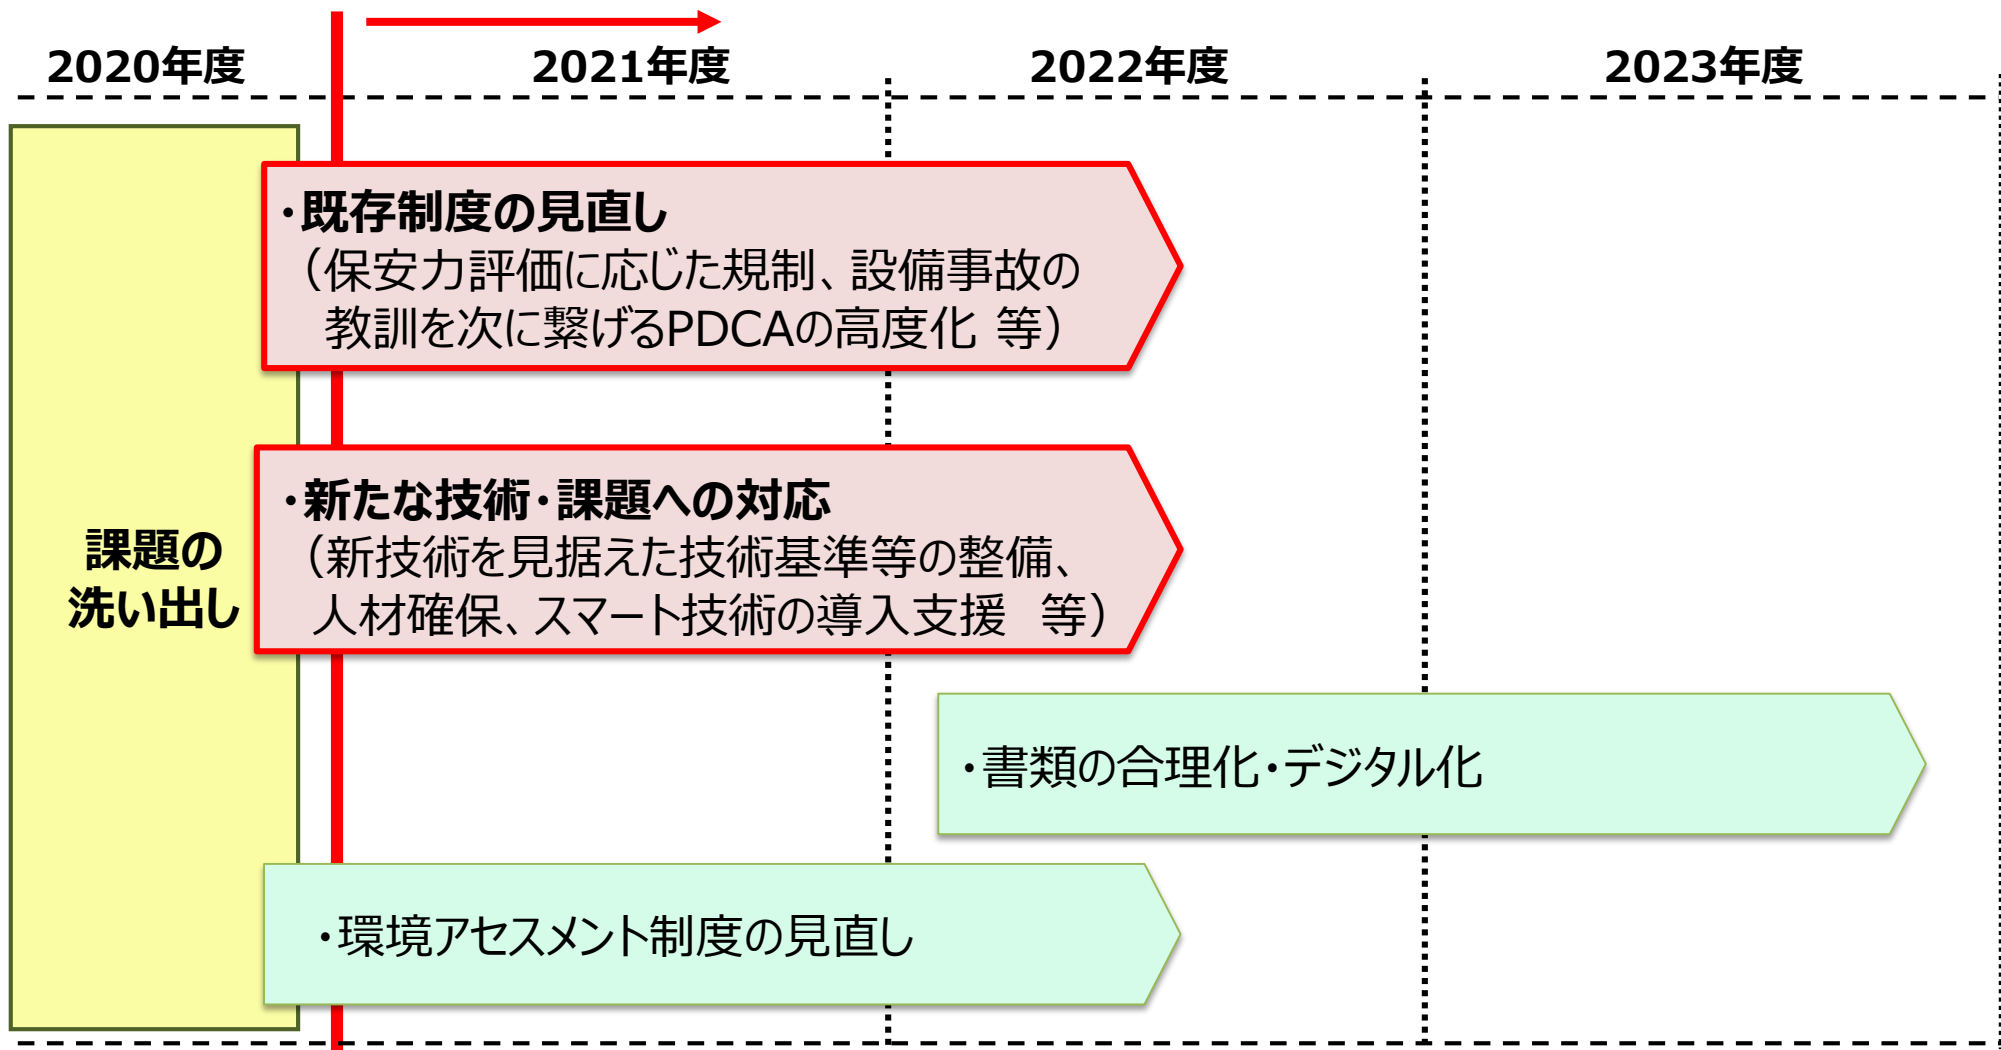 2020年度
2021年度
2022年度
2023年度
課題の
洗い出し
・既存制度の見直し
（保安力評価に応じた規制、設備事故の
教訓を次に繋げるPDCAの高度化 等）
・新たな技術・課題への対応
（新技術を見据えた技術基準等の整備、
人材確保、スマート技術の導入支援　等）
・書類の合理化・デジタル化
・環境アセスメント制度の見直し